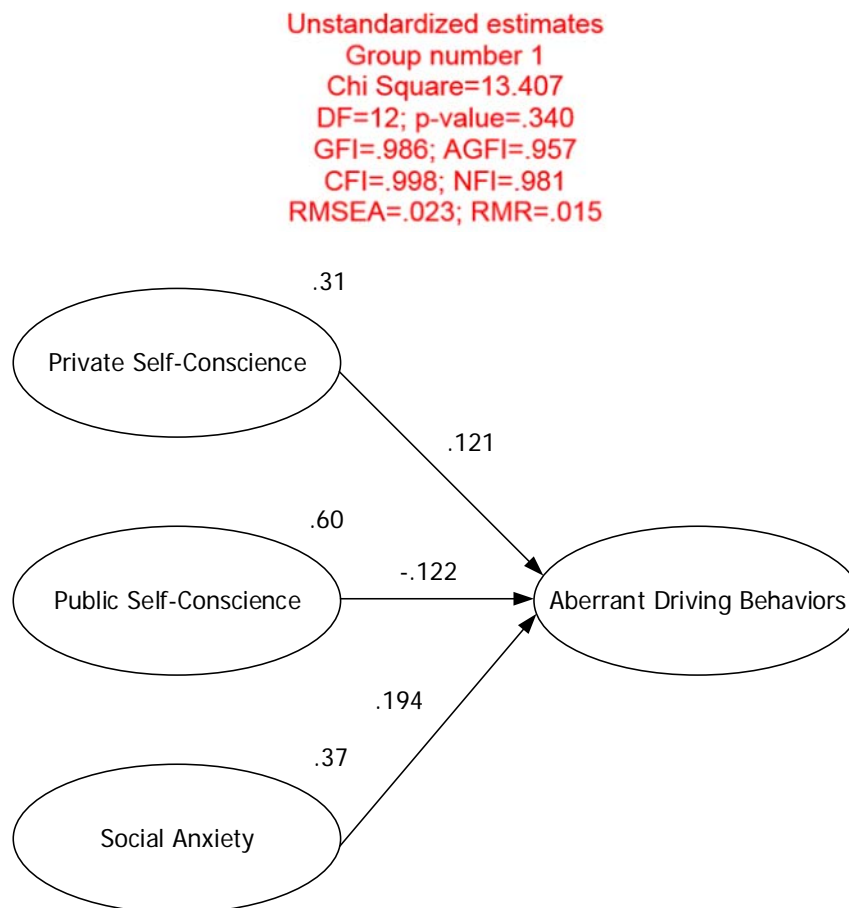 Unstandardized estimates
Group number 1
Chi Square=13.407
DF=12; p-value=.340
GFI=.986; AGFI=.957
CFI=.998; NFI=.981
RMSEA=.023; RMR=.015
.31
Private Self-Conscience
.121
.60
Public Self-Conscience
-.122
Aberrant Driving Behaviors
.194
.37
Social Anxiety